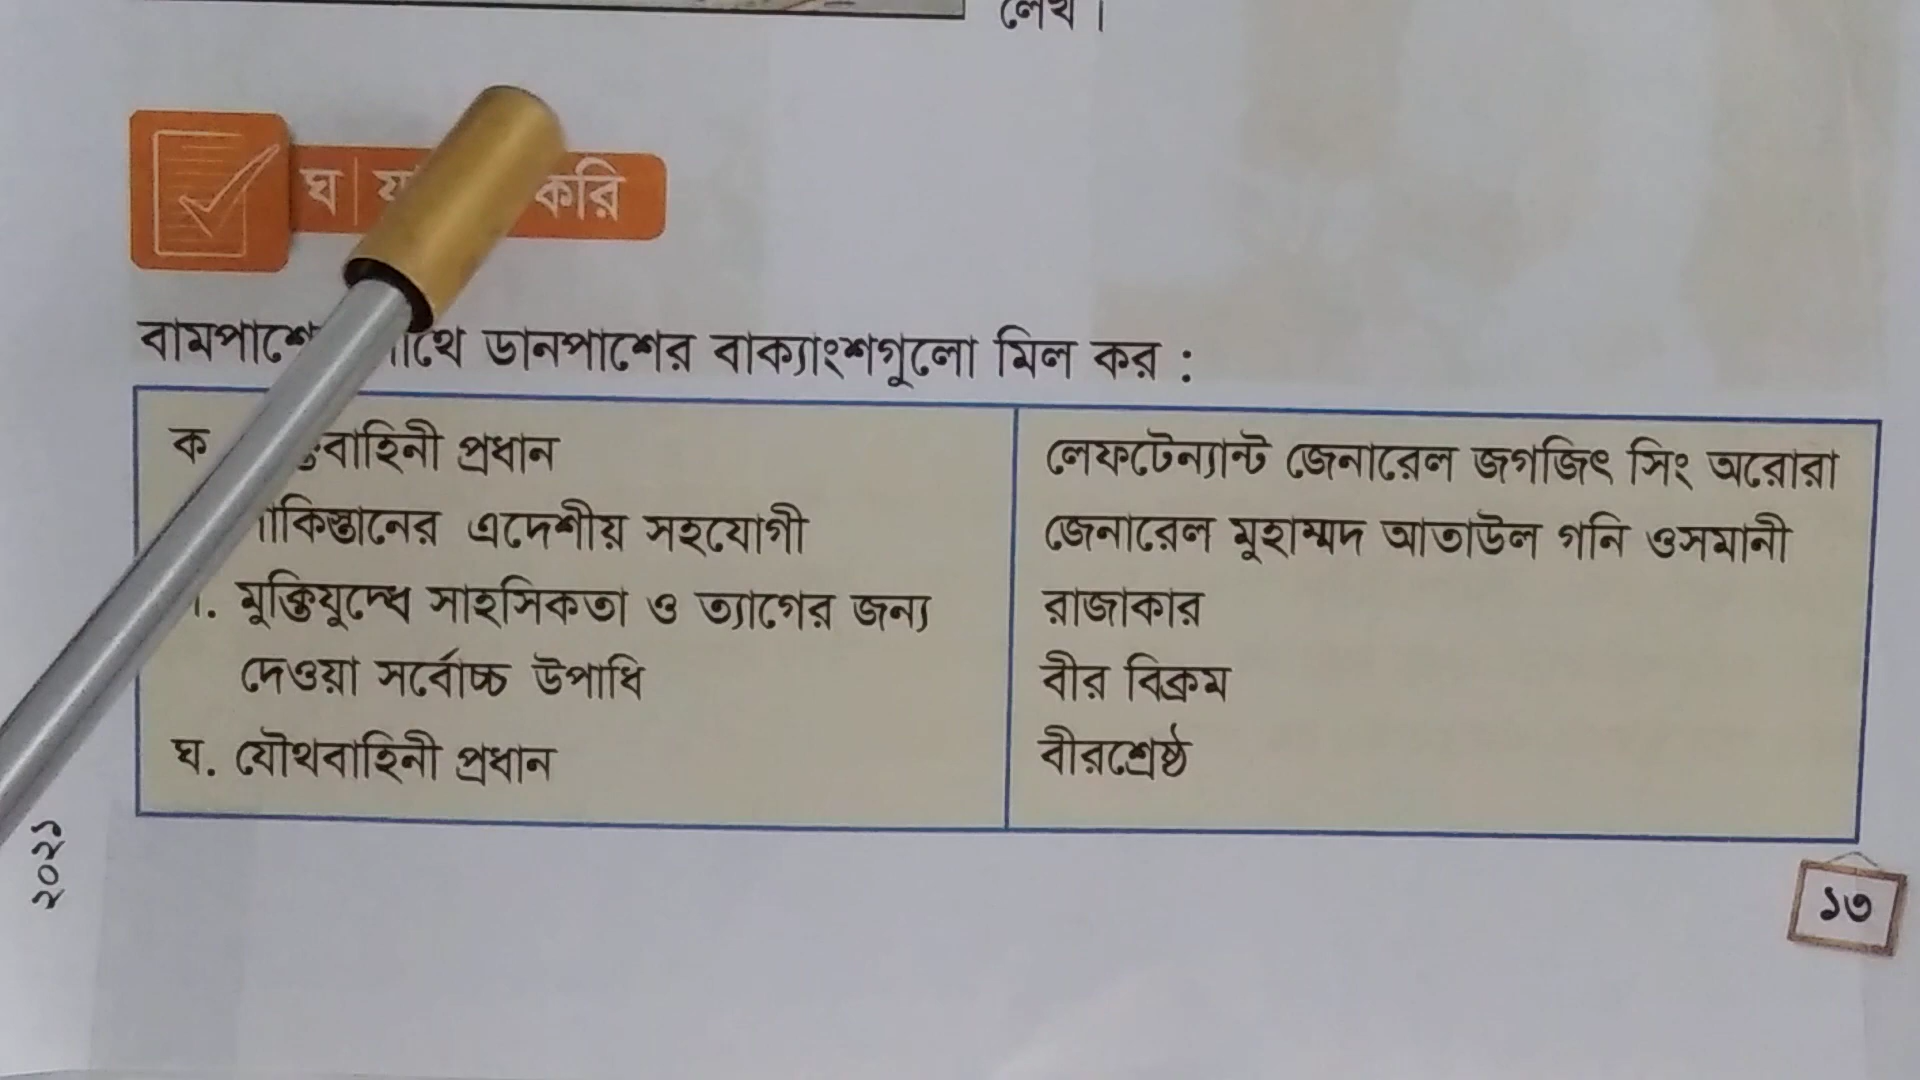 লেখ।
ঘ করি
ডানপাশের বাক্যাংশগুলো মিল কর :
ক প্রধান
লেফটেন্যান্ট জেনারেল জগজিৎ সিং অরোরা
এদেশীয় সহযোগী
জেনারেল মুহাম্মদ আতাউল গনি ওসমানী
মুক্তিযুদ্ধে সাহসিকতা ও ত্যাগের জন্য
রাজাকার
দেওয়া সর্বোচ্চ উপাধি
বীর বিক্রম
ঘ. যৌথবাহিনী প্রধান
বীরশ্রেষ্ঠ
২০২১
১৩